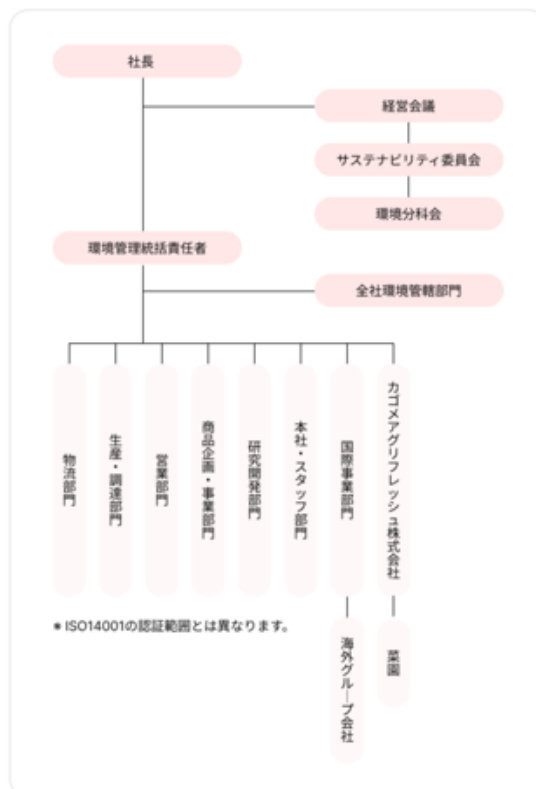 社長
経営会議
サステナビリティ委員会
環境分科会
環境管理統括責任者
全社環境管轄部門
物流部門
生産・調達部門
営業部門
商品企画・事業部門
研究開発部門
本社・スタッフ部門
国際事業部門
カゴメアグリフレッシュ株式会社
* ISO14001の認証範囲とは異なります。
海外グループ会社
菜園